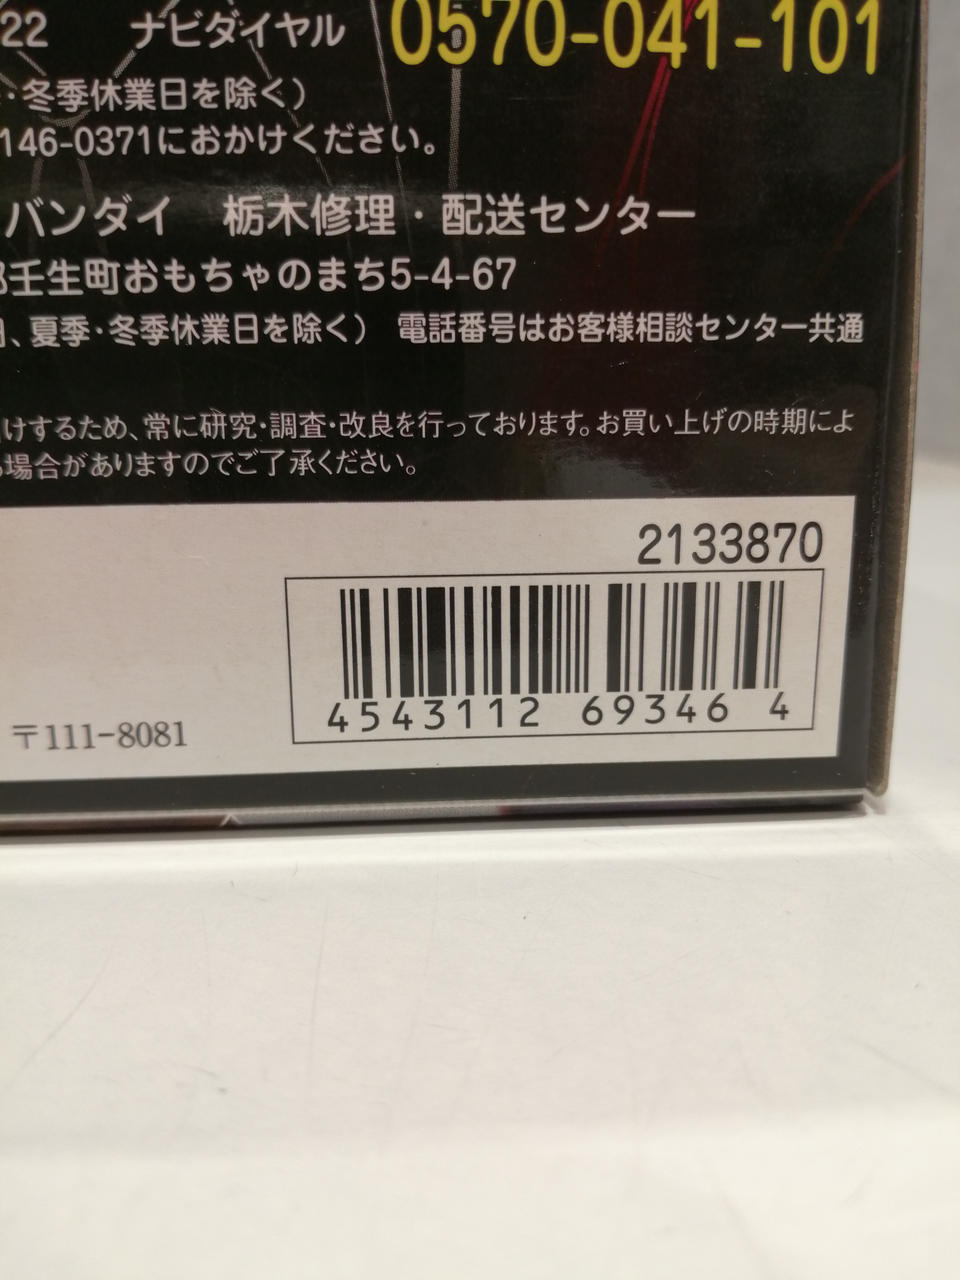 22 ナビダイヤル 0570-041-101
・冬季休業日を除く）
146-0371におかけください。
バンダイ 栃木修理・配送センター
壬生町おもちゃのまち5-4-67
、夏季・冬季休業日を除く） 電話番号はお客様相談センター共通
けするため、常に研究・調査・改良を行っております。お買い上げの時期によ
場合がありますのでご了承ください。
2133870
4543112 69346 4
〒111-8081